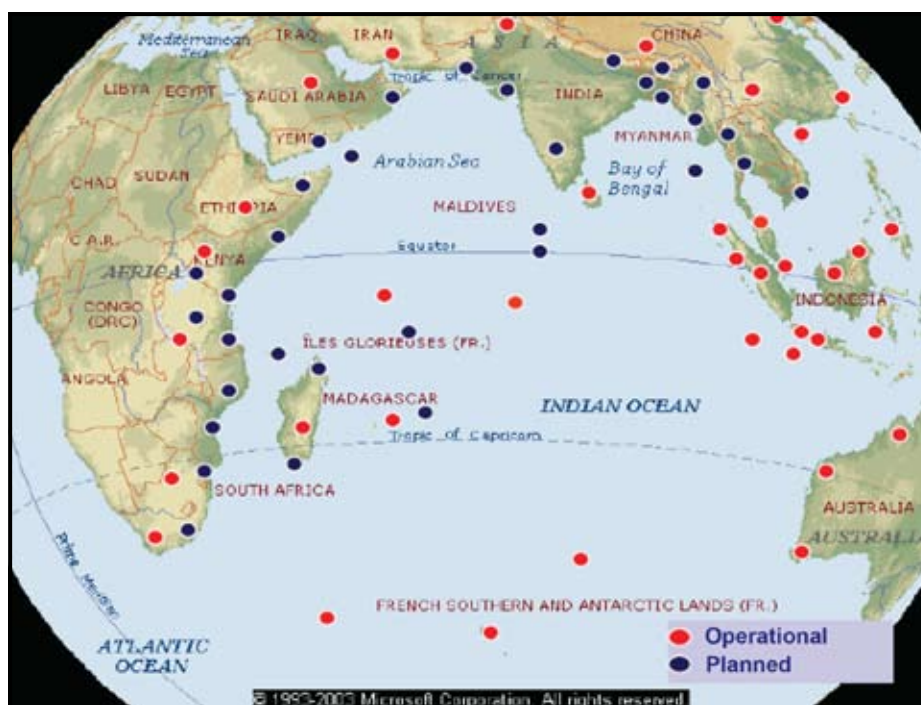 Mediterranean
Sea
IRAQ
IRAN
A S I A
CHINA
Tropic of Cancer
LIBYA
EGYPT
SAUDI ARABIA
INDIA
YEMEN
MYANMAR
Arabian Sea
Bay of
Bengal
CHAD
SUDAN
ETHIOPIA
MALDIVES
C.A.R.
KENYA
Equator
AFRICA
CONGO
(DRC)
INDONESIA
ÎLES GLORIEUSES (FR.)
ANGOLA
MADAGASCAR
INDIAN OCEAN
Tropic of Capricorn
SOUTH AFRICA
AUSTRALIA
AUSTRALIA
Prime Meridian
FRENCH SOUTHERN AND ANTARCTIC LANDS (FR.)
ATLANTIC
OCEAN
Operational
Planned
© 1993-2003 Microsoft Corporation. All rights reserved.